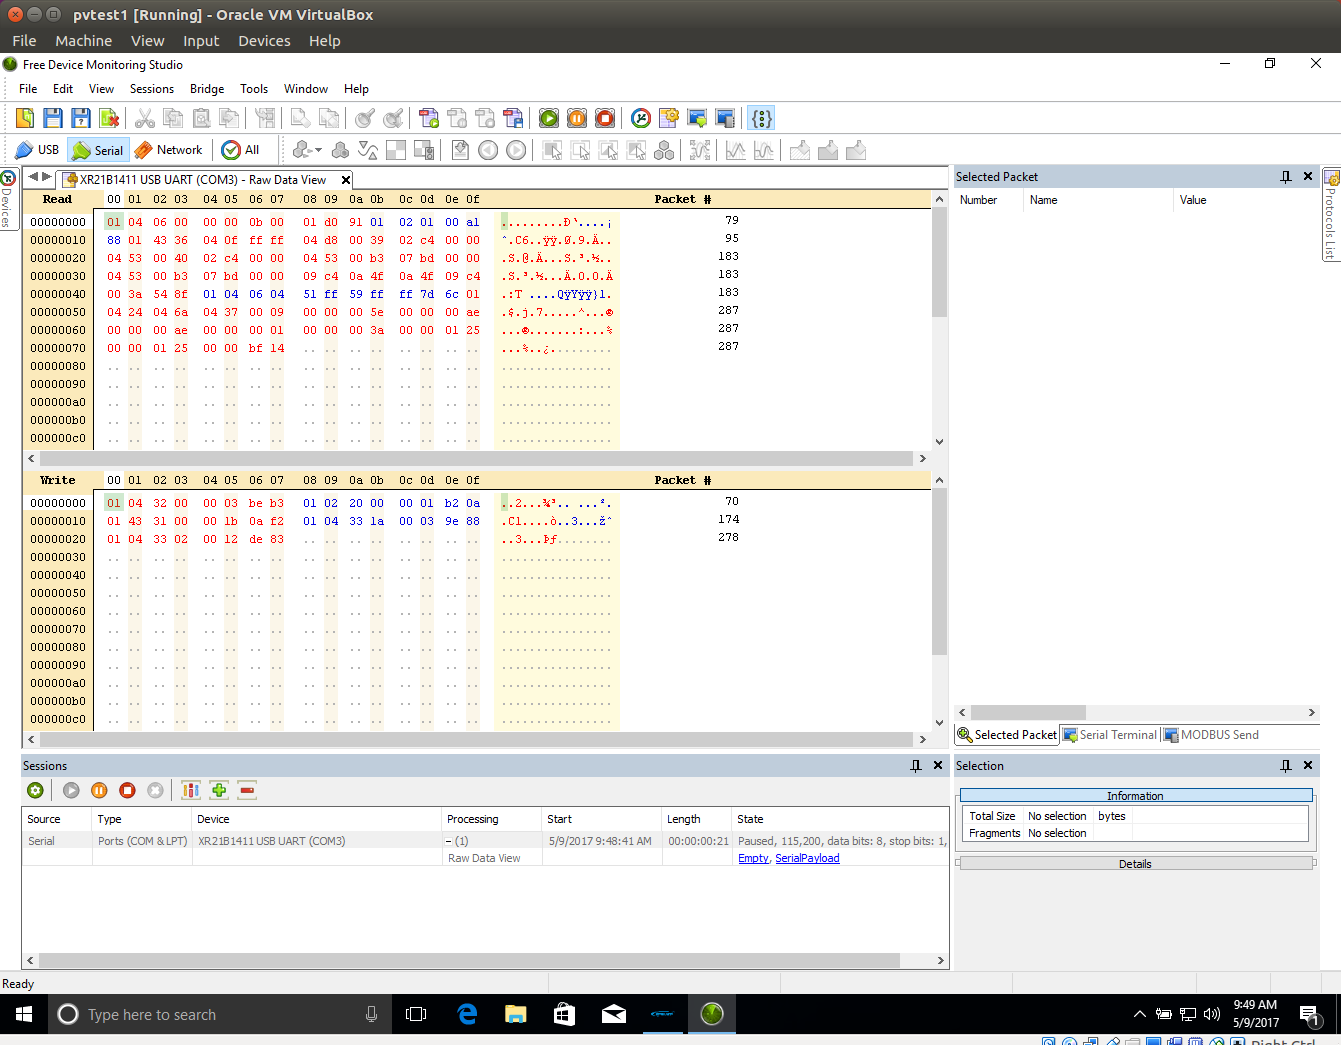 pvtest1 [Running] - Oracle VM VirtualBox
File Machine View Input Devices Help
Free Device Monitoring Studio
File Edit View Sessions Bridge Tools Window Help
USB Serial Network All
Devices
XR21B1411 USB UART (COM3) - Raw Data View
Read 00 01 02 03 04 05 06 07 08 09 0a 0b 0c 0d 0e 0f Packet #
00000000 01 04 06 00 00 00 0b 00 01 d0 91 01 02 01 00 a1 .........Ð`....¡ 79
00000010 88 01 43 36 04 0f ff ff 04 d8 00 39 02 c4 00 00 ˆ.C6..ÿÿ.Ø.9.Ä.. 95
00000020 04 53 00 40 02 c4 00 00 04 53 00 b3 07 bd 00 00 .S.@.Ä...S.³.½.. 183
00000030 04 53 00 b3 07 bd 00 00 09 c4 0a 4f 0a 4f 09 c4 .S.³.½...Ä.O.O.Ä 183
00000040 00 3a 54 8f 01 04 06 04 51 ff 59 ff ff 7d 6c 01 .:T ....QÿYÿÿ}l. 183
00000050 04 24 04 6a 04 37 00 09 00 00 00 5e 00 00 00 ae .$.j.7.....^...® 287
00000060 00 00 00 ae 00 00 00 01 00 00 00 3a 00 00 01 25 ...®.......:...% 287
00000070 00 00 01 25 00 00 bf 14 ...%..¿. 287
00000080
00000090
000000a0
000000b0
000000c0
Write 00 01 02 03 04 05 06 07 08 09 0a 0b 0c 0d 0e 0f Packet #
00000000 01 04 32 00 00 03 be b3 01 02 20 00 00 01 b2 0a ..2...¾³.. ...². 70
00000010 01 43 31 00 00 1b 0a f2 01 04 33 1a 00 03 9e 88 .C1....ò..3...žˆ 174
00000020 01 04 33 02 00 12 de 83 ..3...Þƒ 278
00000030
00000040
00000050
00000060
00000070
00000080
00000090
000000a0
000000b0
000000c0
Selected Packet
Number Name Value
Protocols List
Selected Packet Serial Terminal MODBUS Send
Sessions
Source Type Device Processing Start Length State
Serial Ports (COM & LPT) XR21B1411 USB UART (COM3) – (1) 5/9/2017 9:48:41 AM 00:00:00:21 Paused, 115,200, data bits: 8, stop bits: 1,
Raw Data View Empty, SerialPayload
Selection
Information
Total Size No selection bytes
Fragments No selection
Details
Ready
Type here to search
9:49 AM
5/9/2017
1
Right Ctrl